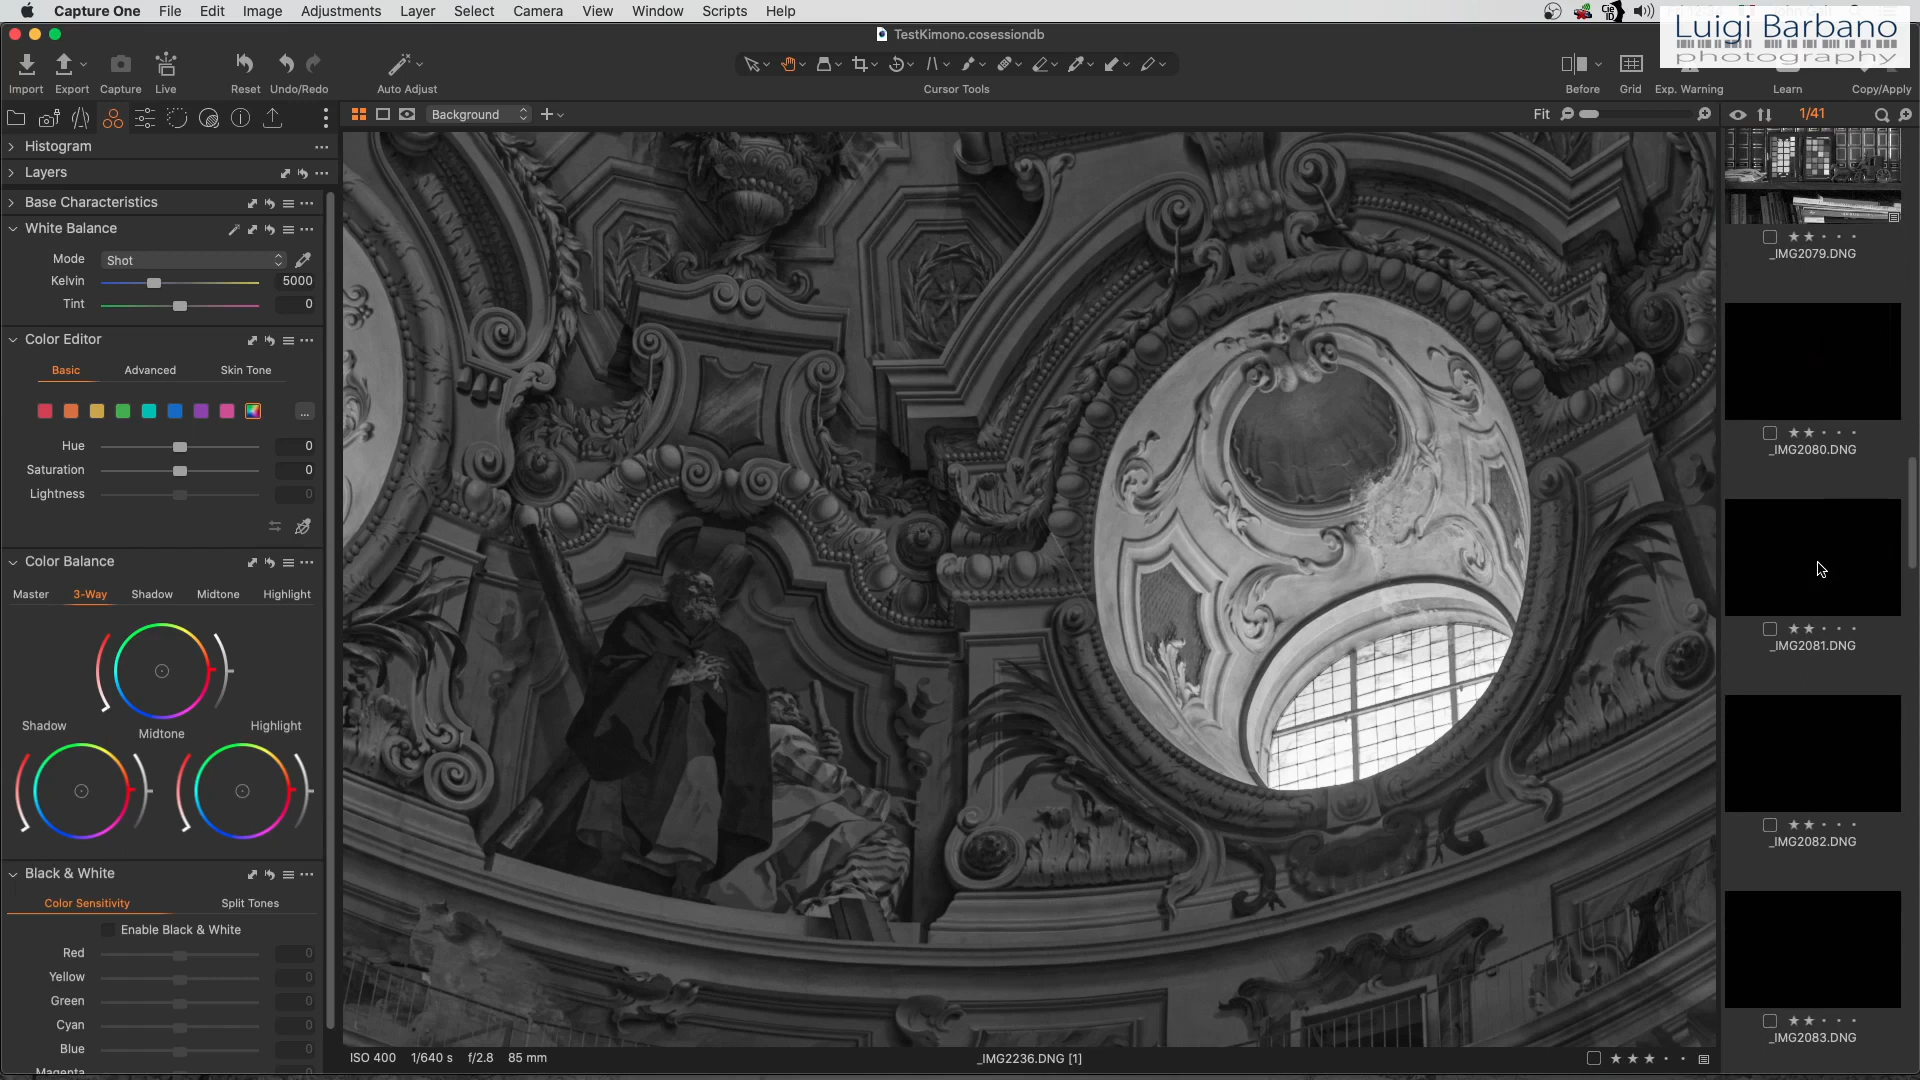 Capture One File Edit Image Adjustments Layer Select Camera View Window Scripts Help
Luigi Barbano
photography
TestKimono.cosessiondb
Import Export Capture Live Reset Undo/Redo Auto Adjust Cursor Tools Before Grid Exp. Warning Learn Copy/Apply
Background
Fit
1/41
Histogram
Layers
Base Characteristics
White Balance
Mode Shot
Kelvin 5000
Tint 0
Color Editor
Basic Advanced Skin Tone
...
Hue 0
Saturation 0
Lightness 0
Color Balance
Master 3-Way Shadow Midtone Highlight
Shadow Midtone Highlight
Black & White
Color Sensitivity Split Tones
Enable Black & White
Red 0
Yellow 0
Green 0
Cyan 0
Blue 0
Magenta
ISO 400 1/640 s f/2.8 85 mm
_IMG2236.DNG [1]
_IMG2079.DNG
_IMG2080.DNG
_IMG2081.DNG
_IMG2082.DNG
_IMG2083.DNG